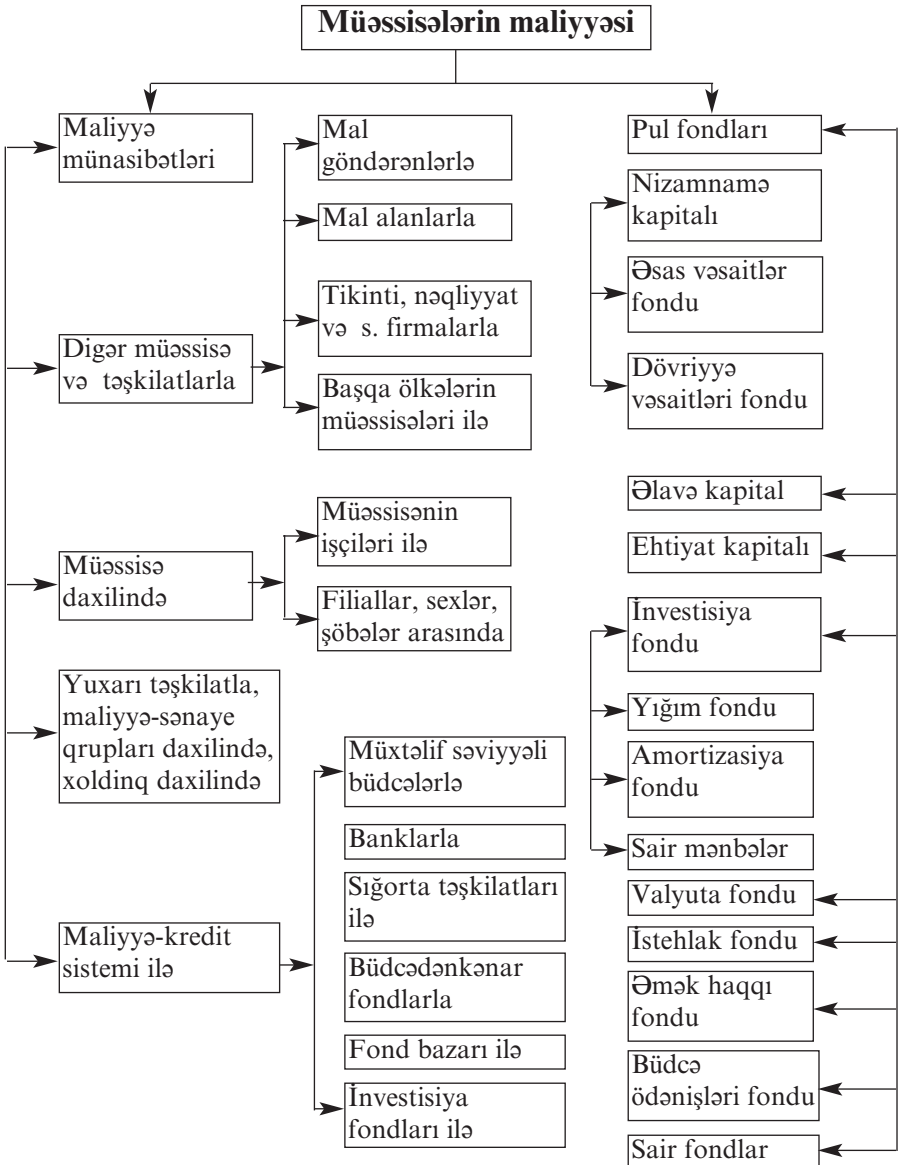 Müəssisələrin maliyyəsi
Maliyyə
münasibətləri
Digər müəssisə
və təşkilatlarla
Müəssisə
daxilində
Yuxarı təşkilatla,
maliyyə-sənaye
qrupları daxilində,
xoldinq daxilində
Maliyyə-kredit
sistemi ilə
Mal
göndərənlərlə
Mal alanlarla
Tikinti, nəqliyyat
və s. firmalarla
Başqa ölkələrin
müəssisələri ilə
Müəssisənin
işçiləri ilə
Filiallar, sexlər,
şöbələr arasında
Müxtəlif səviyyəli
büdcələrlə
Banklarla
Sığorta təşkilatları
ilə
Büdcədənkənar
fondlarla
Fond bazarı ilə
İnvestisiya
fondları ilə
Pul fondları
Nizamnamə
kapitalı
Əsas vəsaitlər
fondu
Dövriyyə
vəsaitləri fondu
Əlavə kapital
Ehtiyat kapitalı
İnvestisiya
fondu
Yığım fondu
Amortizasiya
fondu
Sair mənbələr
Valyuta fondu
İstehlak fondu
Əmək haqqı
fondu
Büdcə
ödənişləri fondu
Sair fondlar